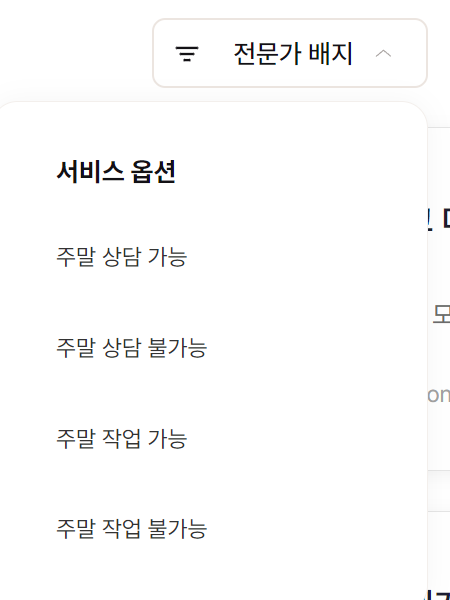 전문가 배지
서비스 옵션
주말 상담 가능
주말 상담 불가능
주말 작업 가능
주말 작업 불가능
모
on